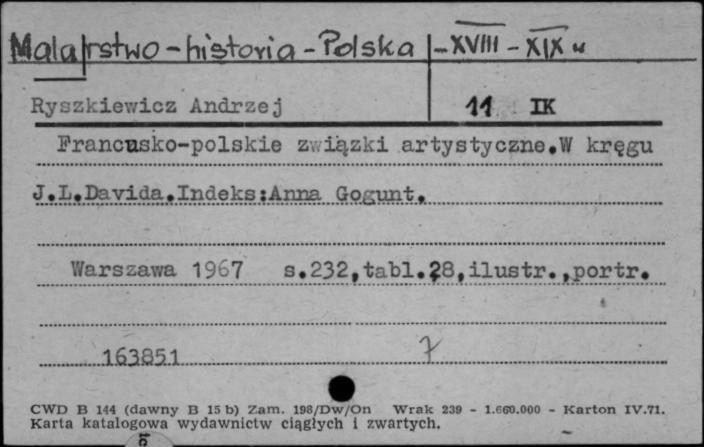 Malarstwo - historia - Polska - XVIII - XIX w
Ryszkiewicz Andrzej 11 IK
Francusko-polskie związki artystyczne.W kręgu
J.L.Davida.Indeks:Anna Gogunt.
Warszawa 1967 s.232,tabl.28,ilustr.,portr.
163851 7
CWD B 144 (dawny B 15 b) Zam. 198/Dw/On Wrak 239 - 1.660.000 - Karton IV.71.
Karta katalogowa wydawnictw ciągłych i zwartych.